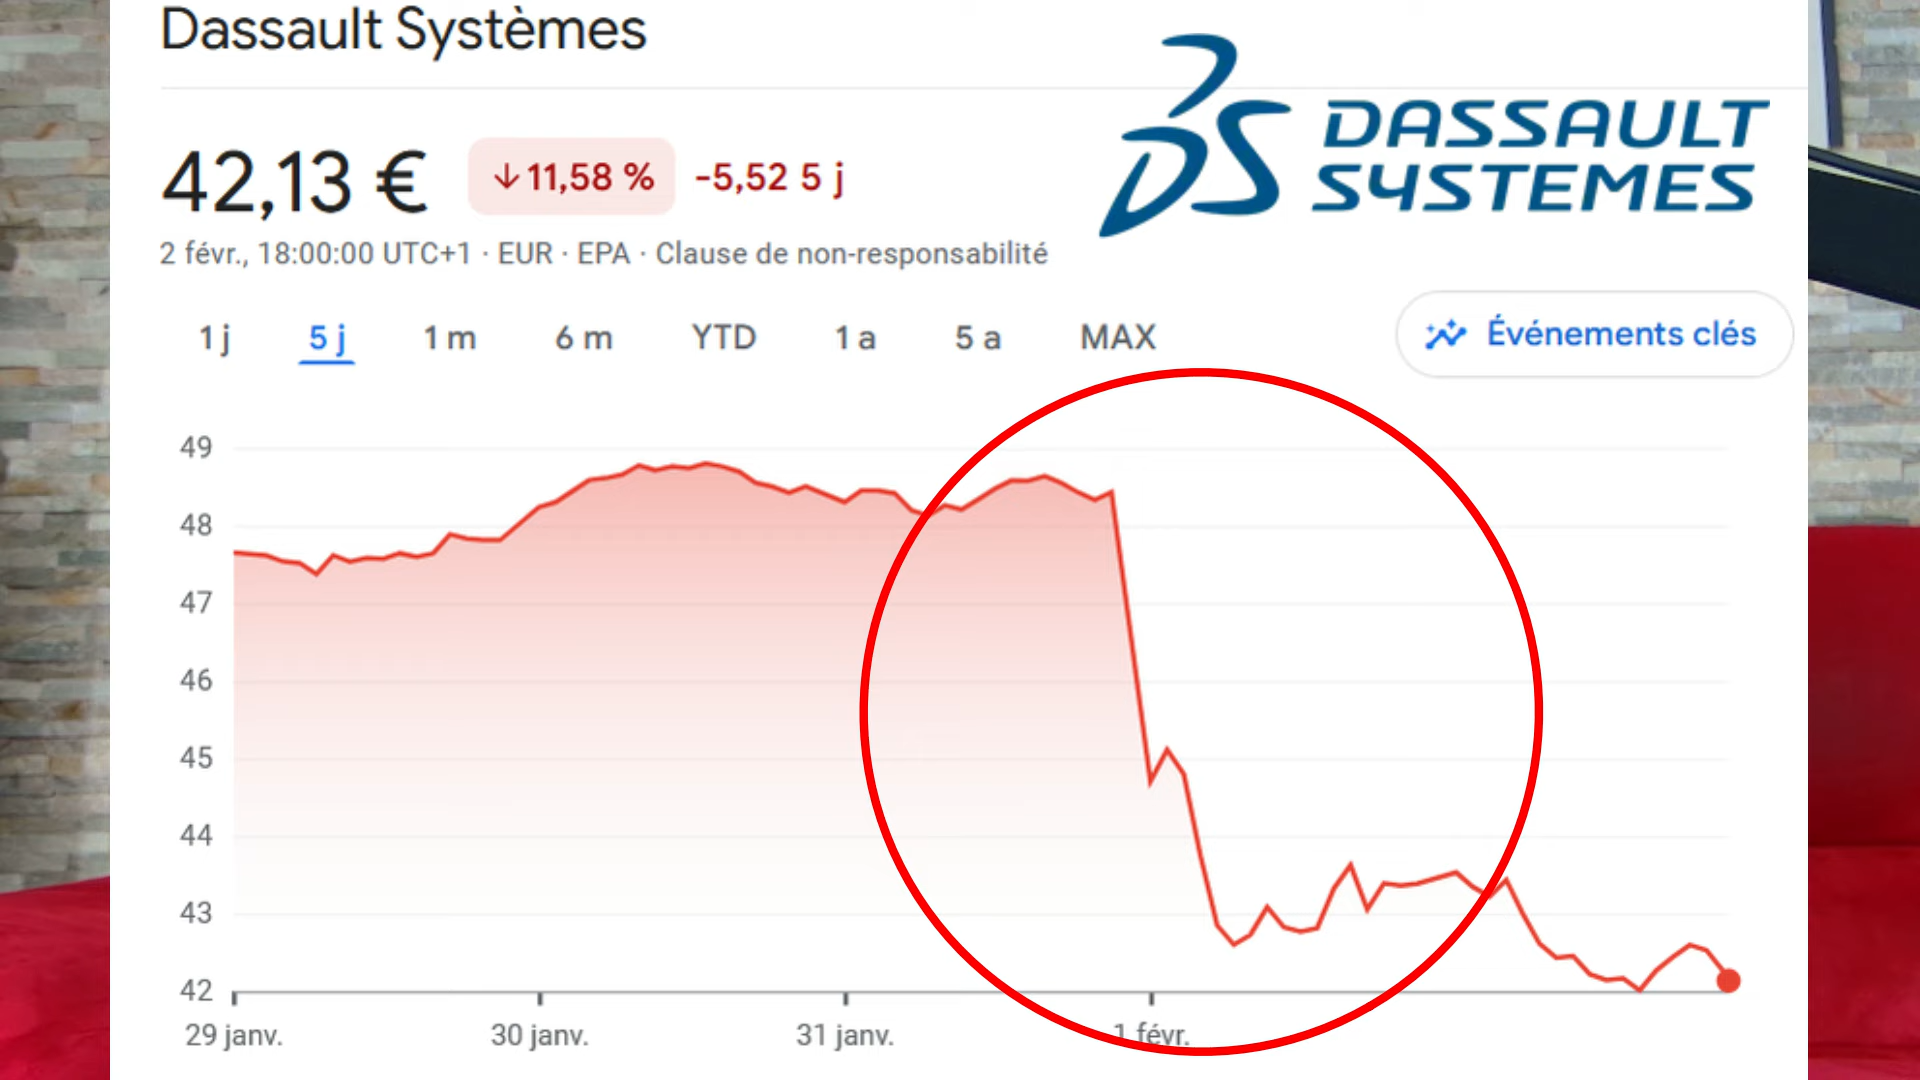 Dassault Systèmes
DASSAULT
SYSTEMES
42,13 € ↓11,58 % -5,52 5 j
2 févr., 18:00:00 UTC+1 · EUR · EPA · Clause de non-responsabilité
1 j 5 j 1 m 6 m YTD 1 a 5 a MAX Événements clés
49
48
47
46
45
44
43
42
29 janv. 30 janv. 31 janv. 1 févr.